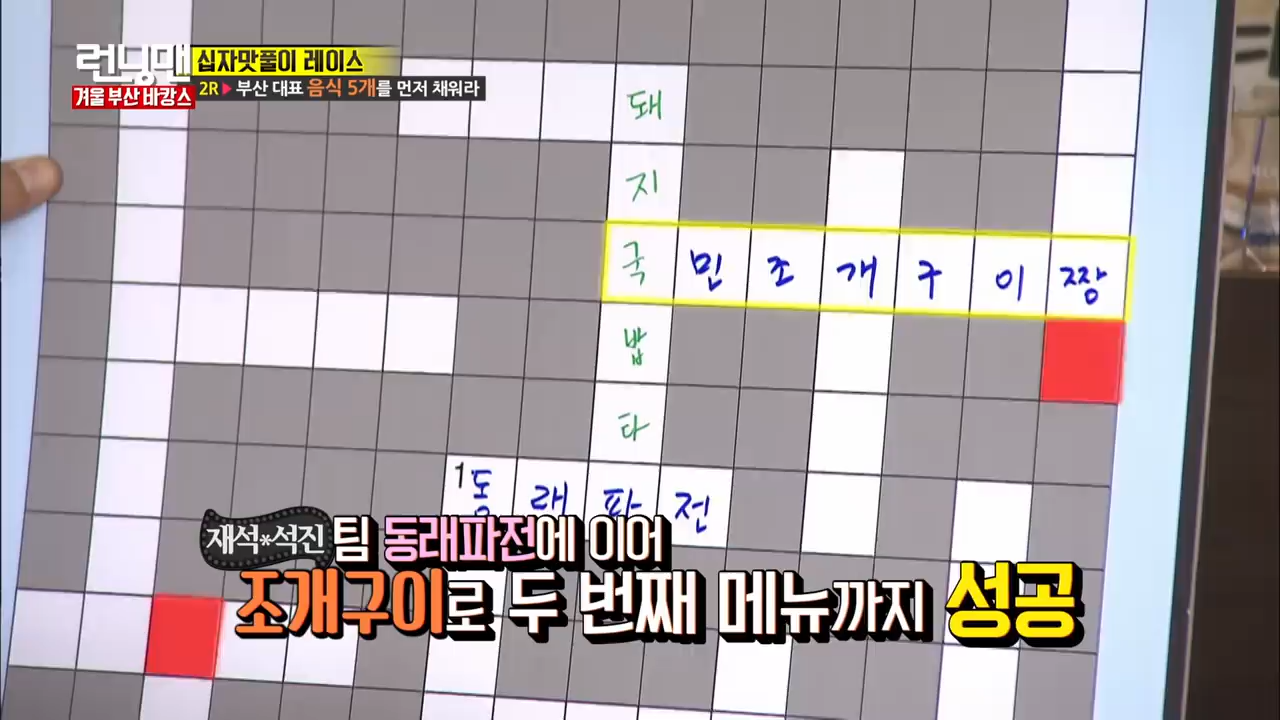 런닝맨 십자맛풀이 레이스
겨울 부산 바캉스 2R ▶ 부산 대표 음식 5개를 먼저 채워라
돼
지
국 민 조 개 구 이 짱
밥
타
1 동 래 파 전
재석*석진 팀 동래파전에 이어
조개구이로 두 번째 메뉴까지 성공